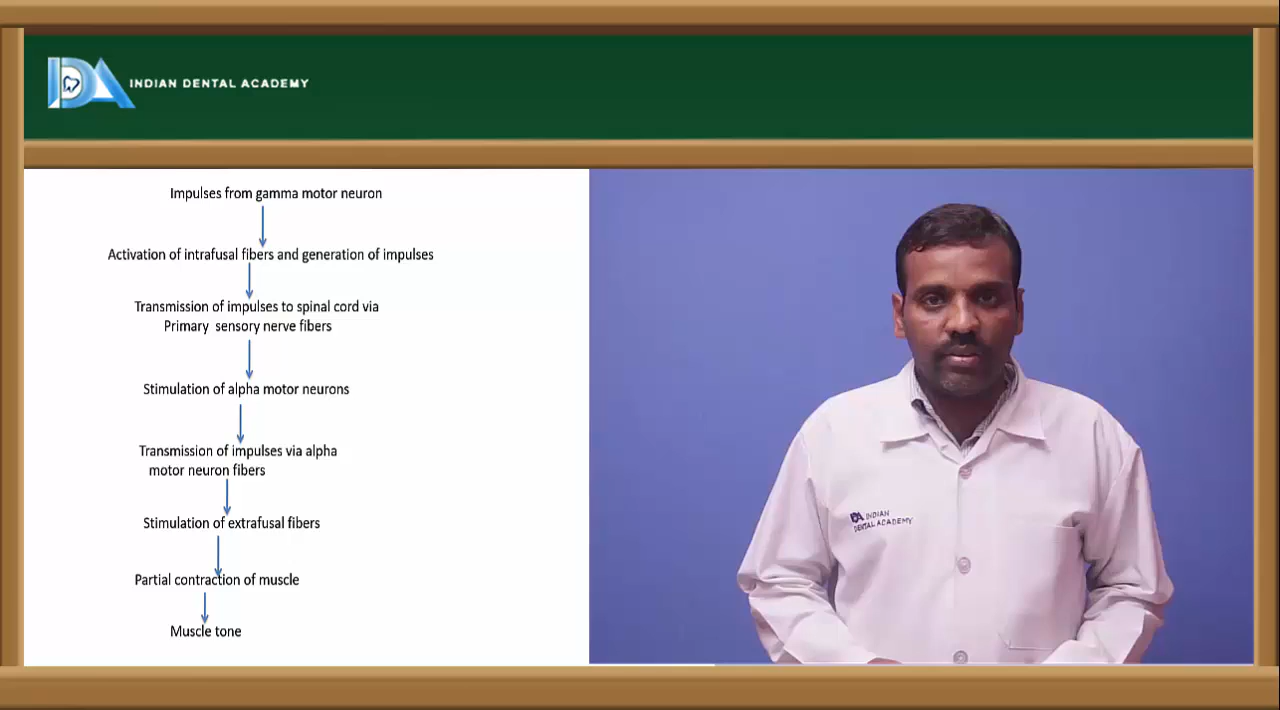 INDIAN DENTAL ACADEMY
Impulses from gamma motor neuron
Activation of intrafusal fibers and generation of impulses
Transmission of impulses to spinal cord via
Primary sensory nerve fibers
Stimulation of alpha motor neurons
Transmission of impulses via alpha
motor neuron fibers
Stimulation of extrafusal fibers
Partial contraction of muscle
Muscle tone
INDIAN
DENTAL ACADEMY